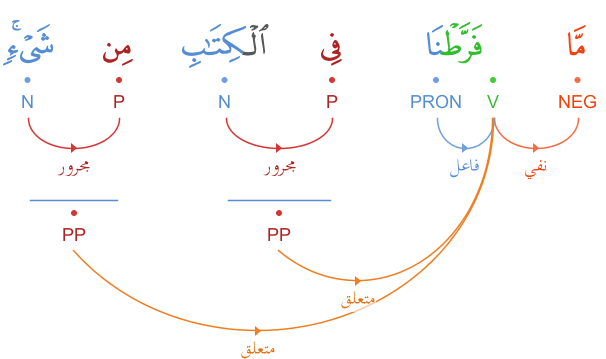 مَّا فَرَّطْنَا فِي ٱلْكِتَـٰبِ مِن شَىْءٍ ۚ
NEG V PRON P N P N
نفي فاعل مجرور مجرور
PP PP
متعلق
متعلق